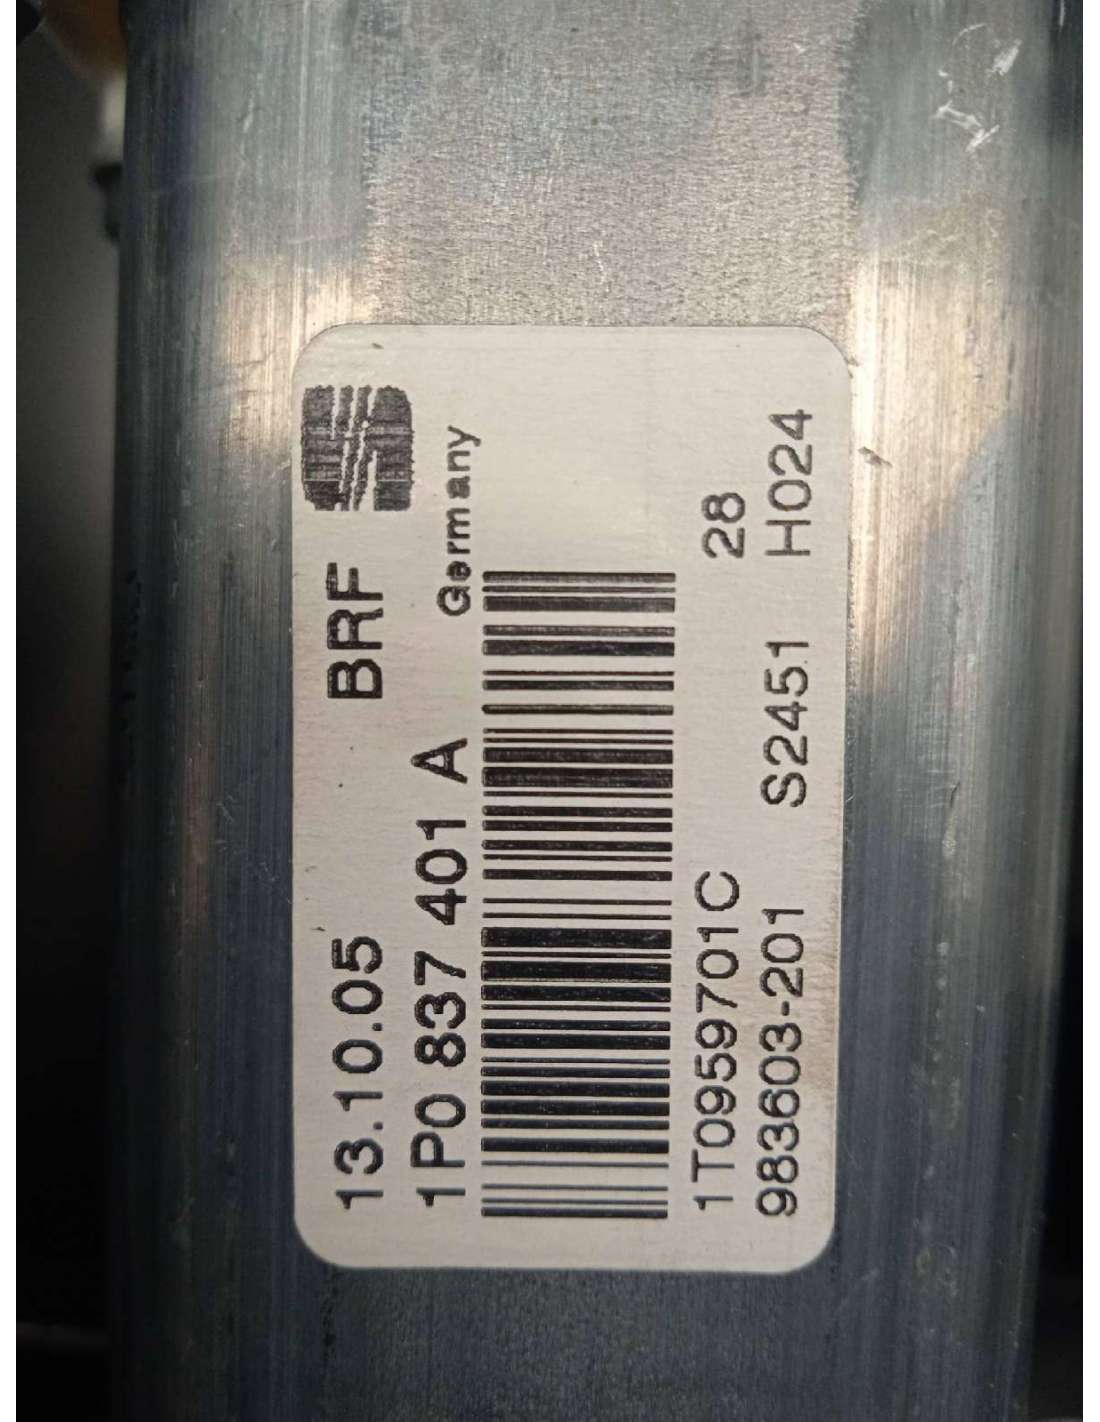 13.10.05 BRF
1P0 837 401 A
Germany
1T0959701C 28
983603-201 S2451 H024